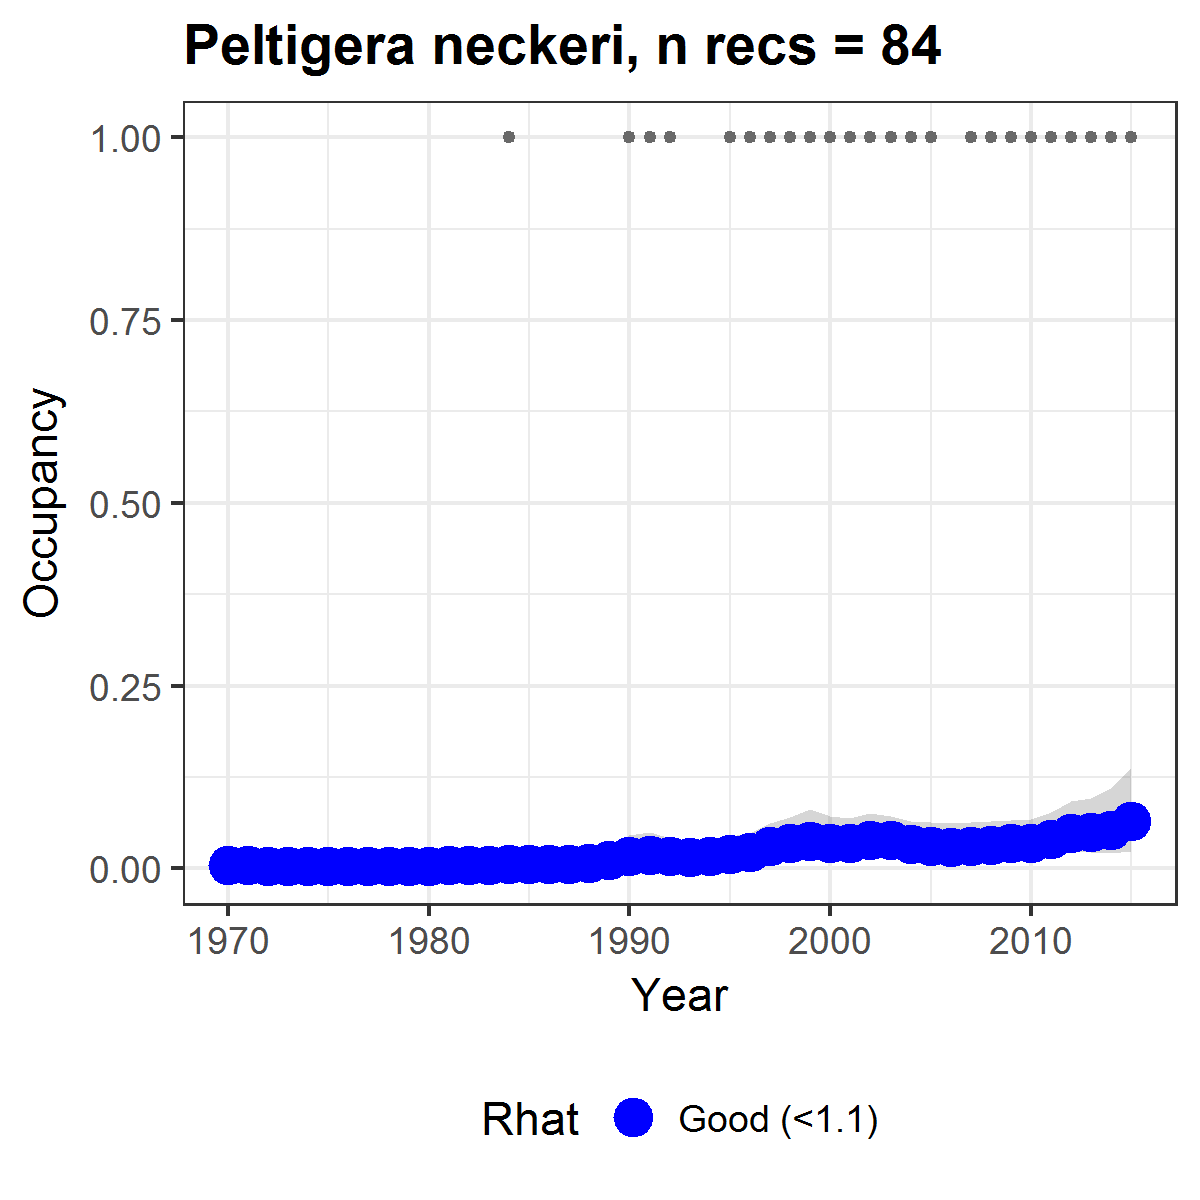 Peltigera neckeri, n recs = 84
1.00
0.75
0.50
0.25
0.00
Occupancy
1970 1980 1990 2000 2010
Year
Rhat Good (<1.1)